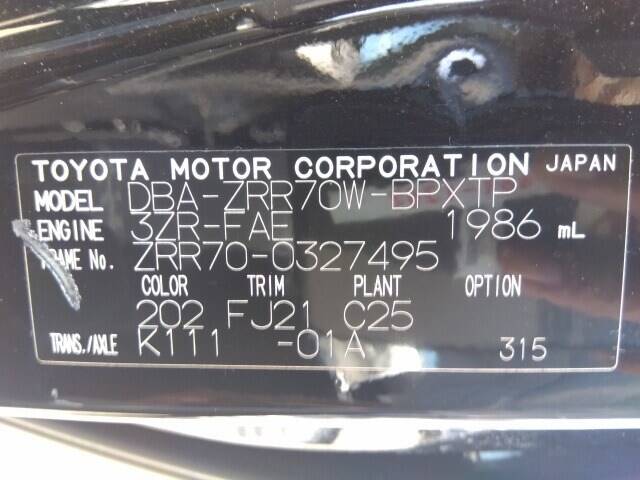 TOYOTA MOTOR CORPORATION JAPAN
MODEL DBA-ZRR70W-BPXTP
ENGINE 3ZR-FAE 1986 mL
FRAME No. ZRR70-0327495
COLOR TRIM PLANT OPTION
202 FJ21 C25
TRANS./AXLE K111 -01A 315